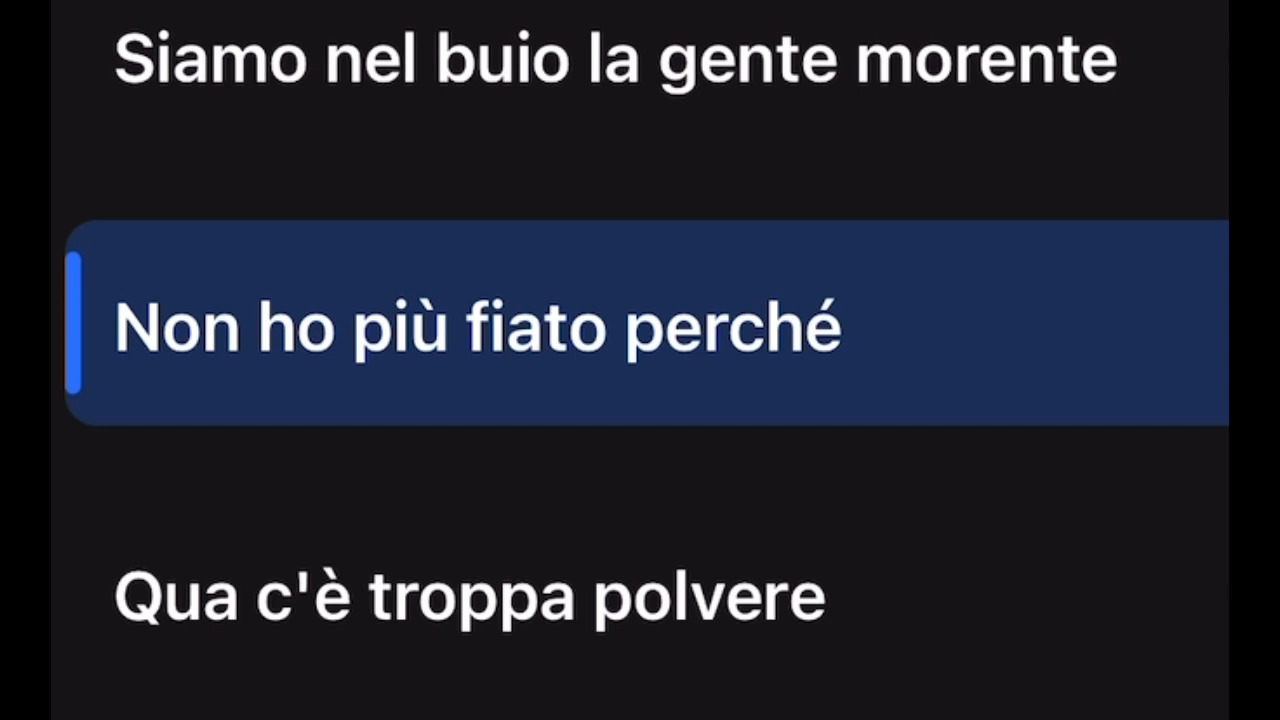 Siamo nel buio la gente morente
Non ho più fiato perché
Qua c'è troppa polvere